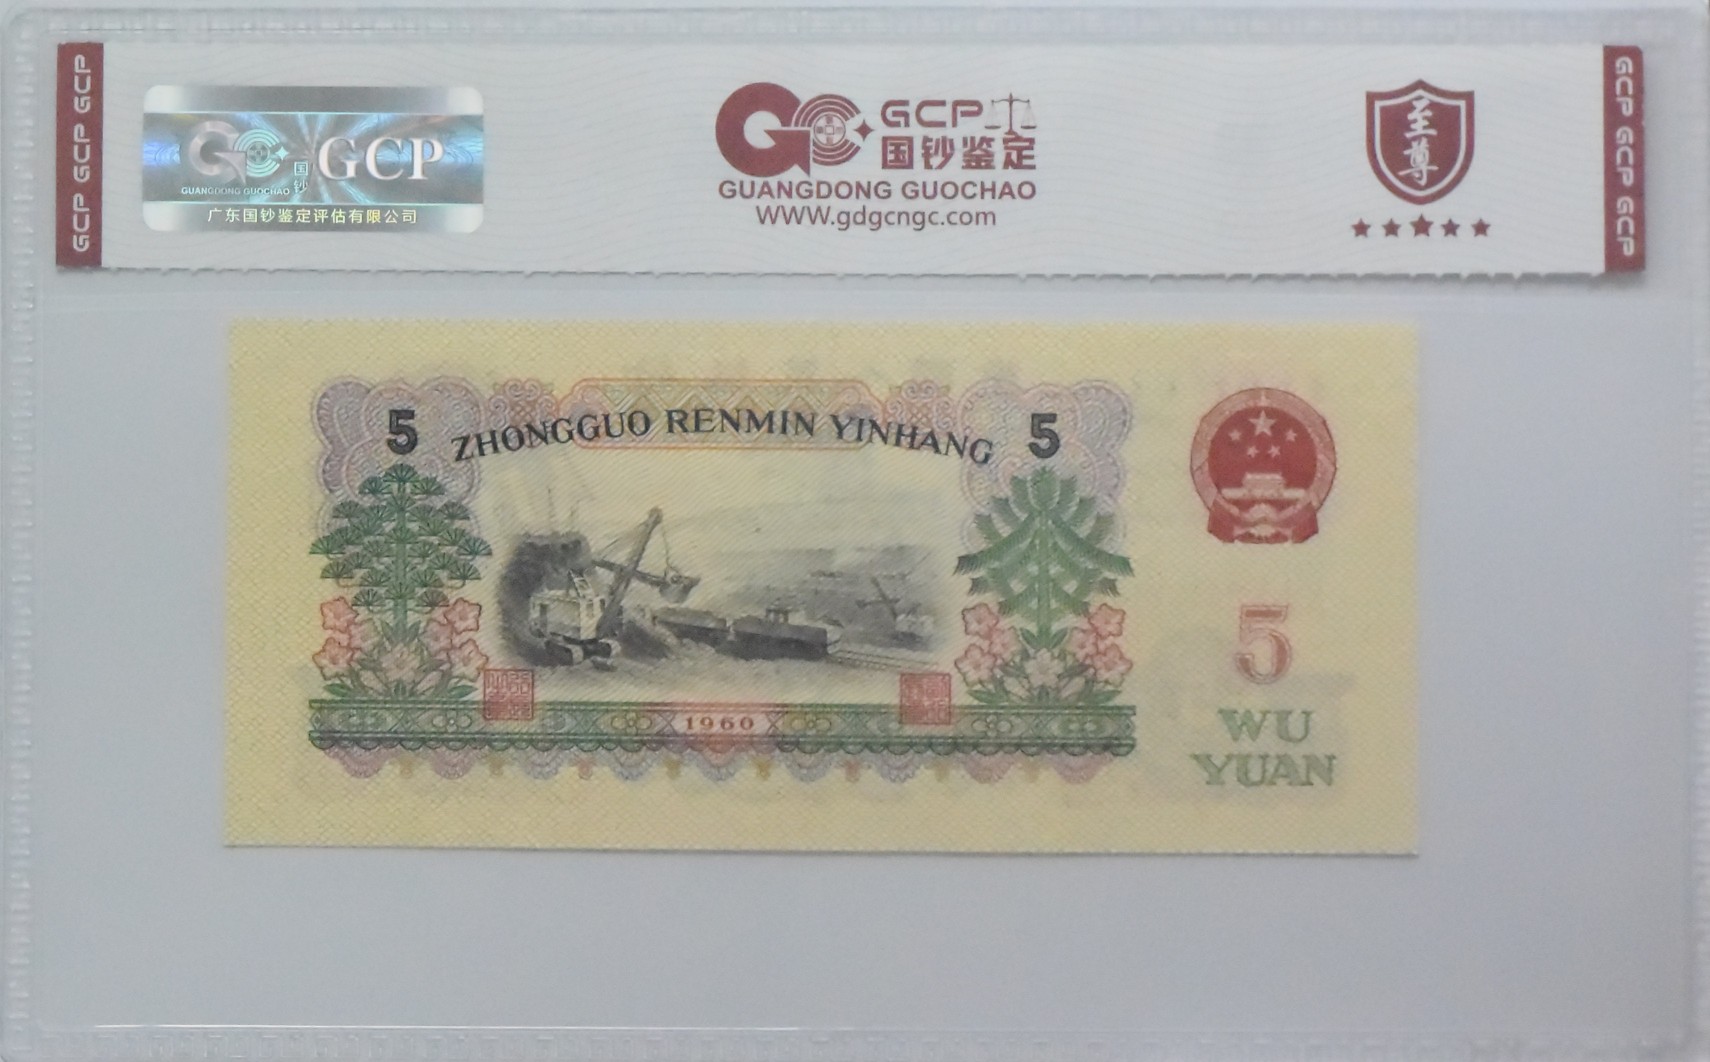 GCP GCP GCP
GCP
国钞
GUANGDONG GUOCHAO
广东国钞鉴定评估有限公司
GCP
国钞鉴定
GUANGDONG GUOCHAO
WWW.gdgcngc.com
至尊
GCP GCP GCP
5 ZHONGGUO RENMIN YINHANG 5
1960
5
WU
YUAN